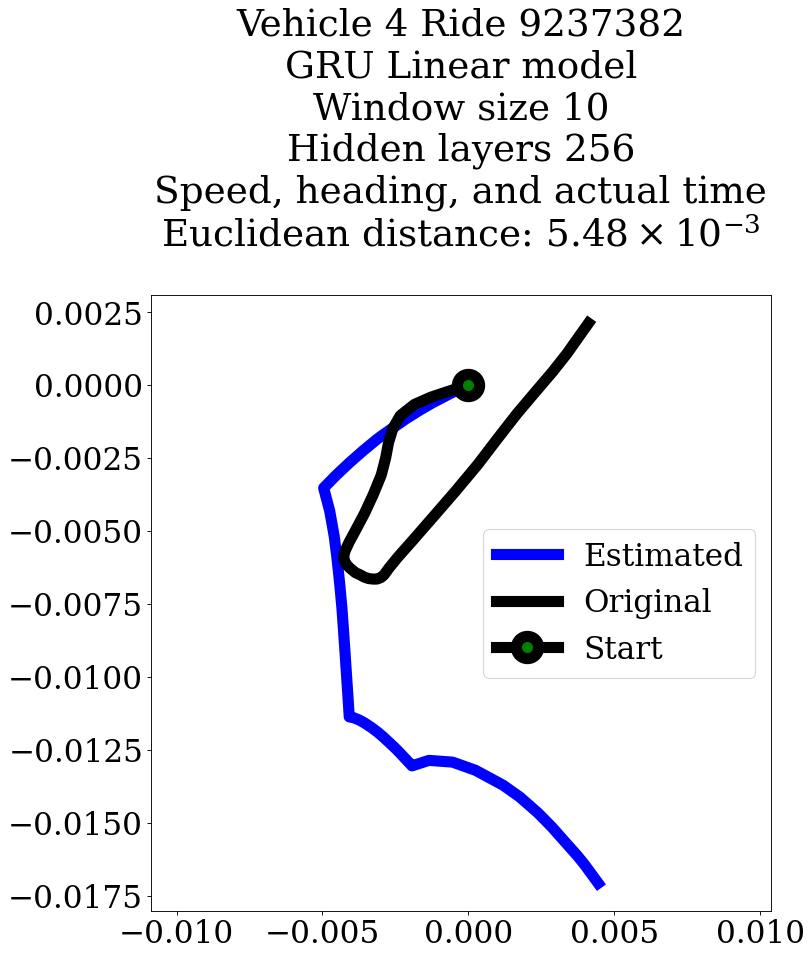 Vehicle 4 Ride 9237382
GRU Linear model
Window size 10
Hidden layers 256
Speed, heading, and actual time
Euclidean distance: 5.48 × 10⁻³
0.0025
0.0000
−0.0025
−0.0050
−0.0075
−0.0100
−0.0125
−0.0150
−0.0175
Estimated
Original
Start
−0.010 −0.005 0.000 0.005 0.010